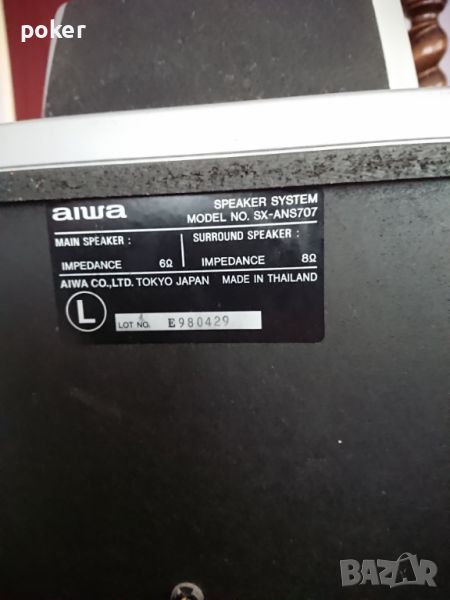 poker
aiwa
SPEAKER SYSTEM
MODEL NO. SX-ANS707
MAIN SPEAKER :
SURROUND SPEAKER :
IMPEDANCE 6Ω
IMPEDANCE 8Ω
AIWA CO.,LTD. TOKYO JAPAN MADE IN THAILAND
L
LOT NO. E980429
BAZAR